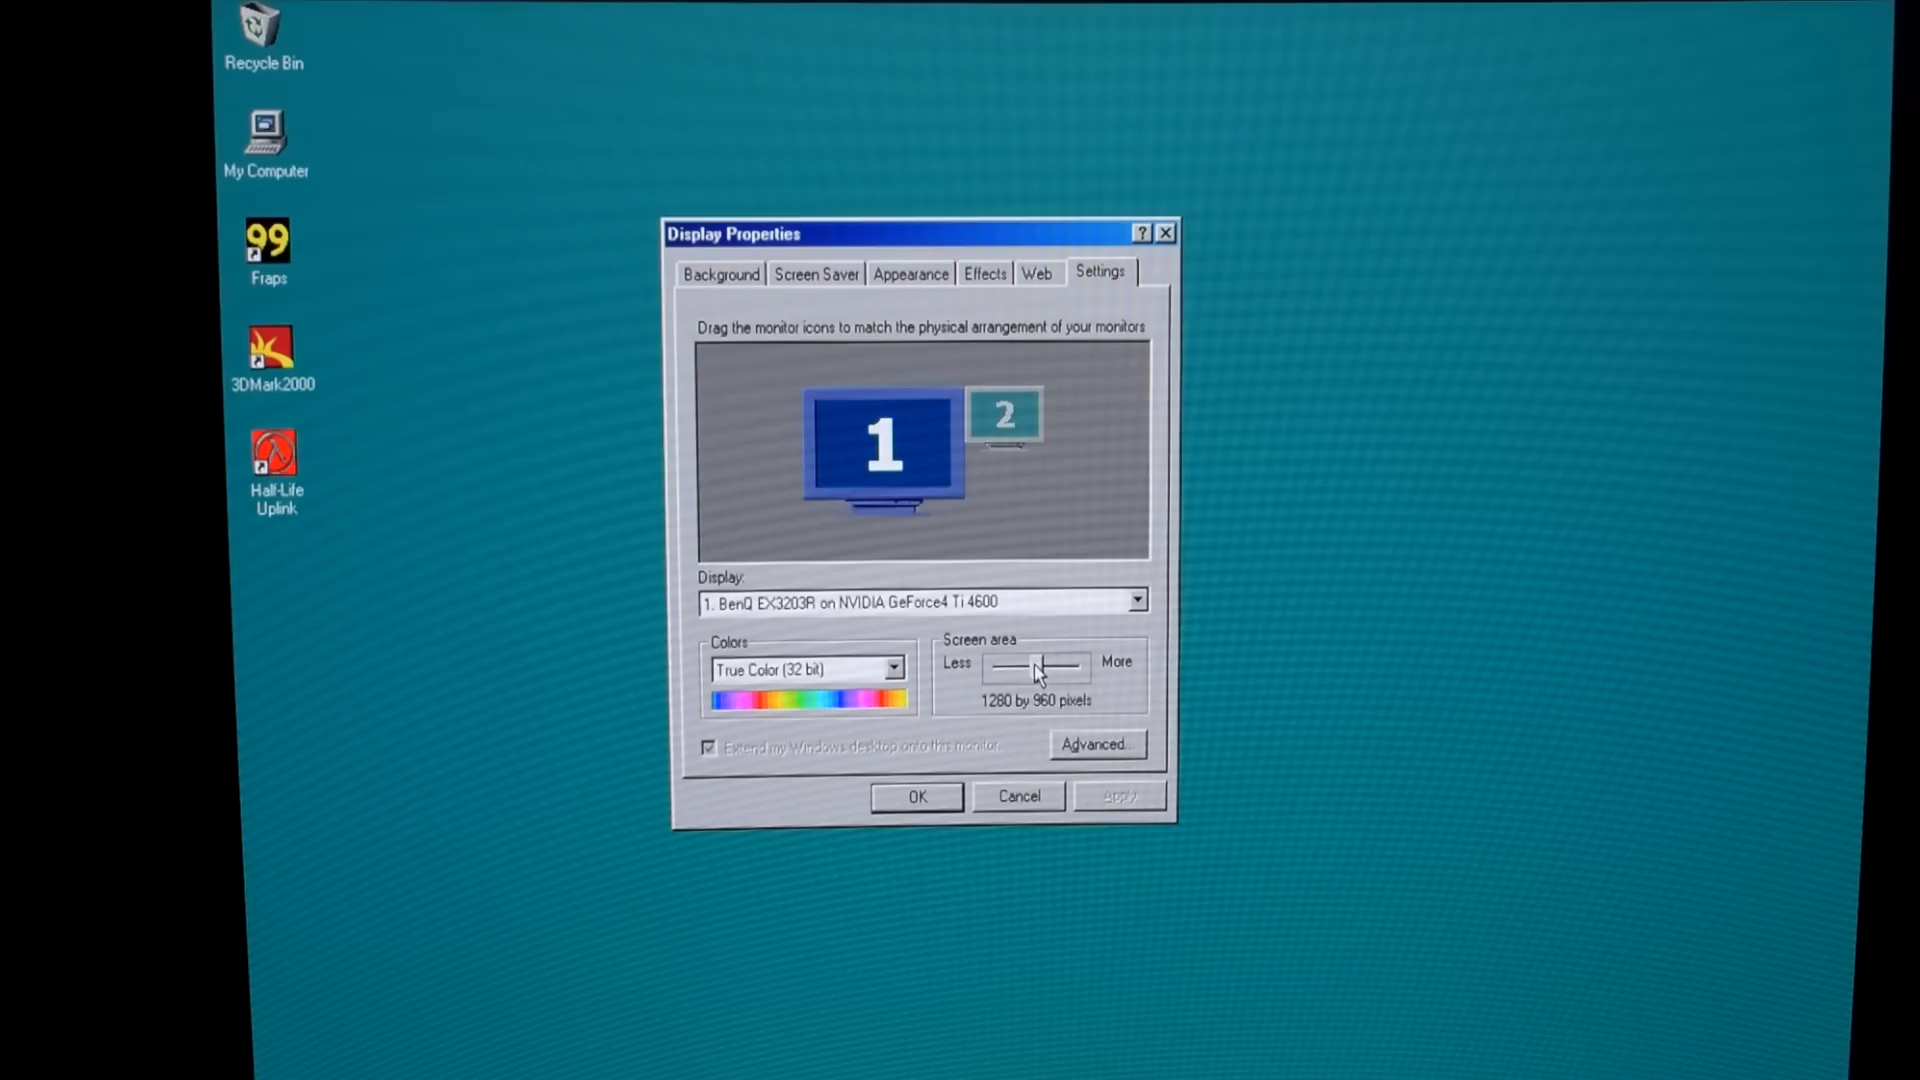 Recycle Bin
My Computer
99
Fraps
3DMark2000
Half-Life
Uplink
Display Properties
?
Background
Screen Saver
Appearance
Effects
Web
Settings
Drag the monitor icons to match the physical arrangement of your monitors
1
2
Display:
1. BenQ EX3203R on NVIDIA GeForce4 Ti 4600
Colors
True Color (32 bit)
Screen area
Less
More
1280 by 960 pixels
Extend my Windows desktop onto this monitor.
Advanced...
OK
Cancel
Apply